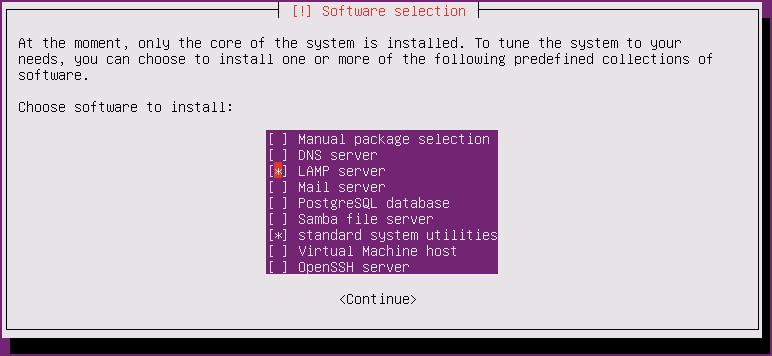 [!] Software selection
At the moment, only the core of the system is installed. To tune the system to your
needs, you can choose to install one or more of the following predefined collections of
software.
Choose software to install:
[ ] Manual package selection
[ ] DNS server
[*] LAMP server
[ ] Mail server
[ ] PostgreSQL database
[ ] Samba file server
[*] standard system utilities
[ ] Virtual Machine host
[ ] OpenSSH server
<Continue>